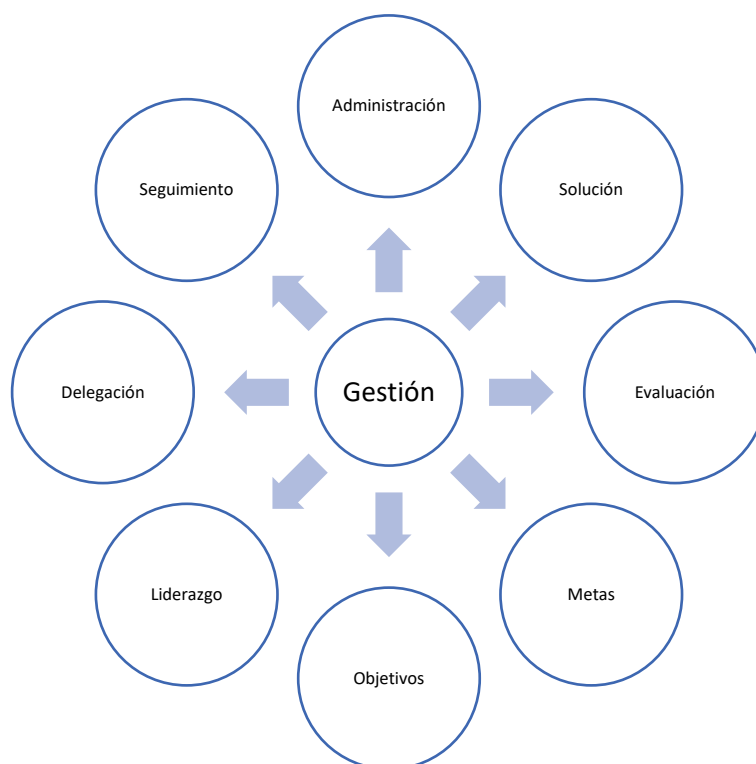 Administración
Seguimiento
Solución
Delegación
Gestión
Evaluación
Liderazgo
Metas
Objetivos